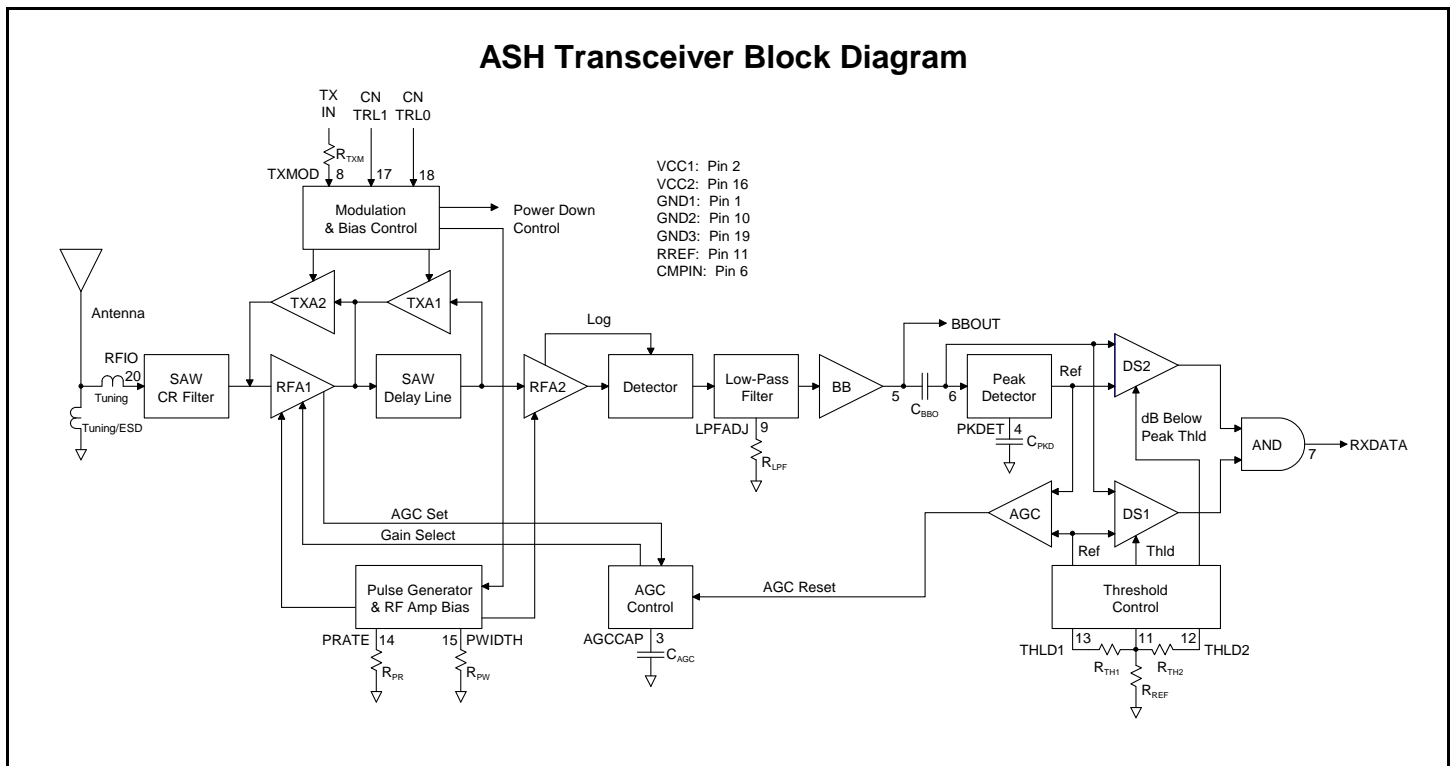 ASH Transceiver Block Diagram
TX
IN
CN
TRL1
CN
TRL0
RTXM
TXMOD
8
17
18
Modulation
& Bias Control
Power Down
Control
VCC1: Pin 2
VCC2: Pin 16
GND1: Pin 1
GND2: Pin 10
GND3: Pin 19
RREF: Pin 11
CMPIN: Pin 6
Antenna
TXA2
TXA1
Log
BBOUT
RFIO
20
Tuning
Tuning/ESD
SAW
CR Filter
RFA1
SAW
Delay Line
RFA2
Detector
Low-Pass
Filter
LPFADJ
9
RLPF
BB
5
CBBO
6
Peak
Detector
Ref
PKDET
4
CPKD
DS2
dB Below
Peak Thld
AND
7
RXDATA
AGC Set
Gain Select
AGC
DS1
Ref
Thld
Pulse Generator
& RF Amp Bias
PRATE
14
15
PWIDTH
RPR
RPW
AGC
Control
AGC Reset
AGCCAP
3
CAGC
Threshold
Control
THLD1
13
11
12
THLD2
RTH1
RTH2
RREF